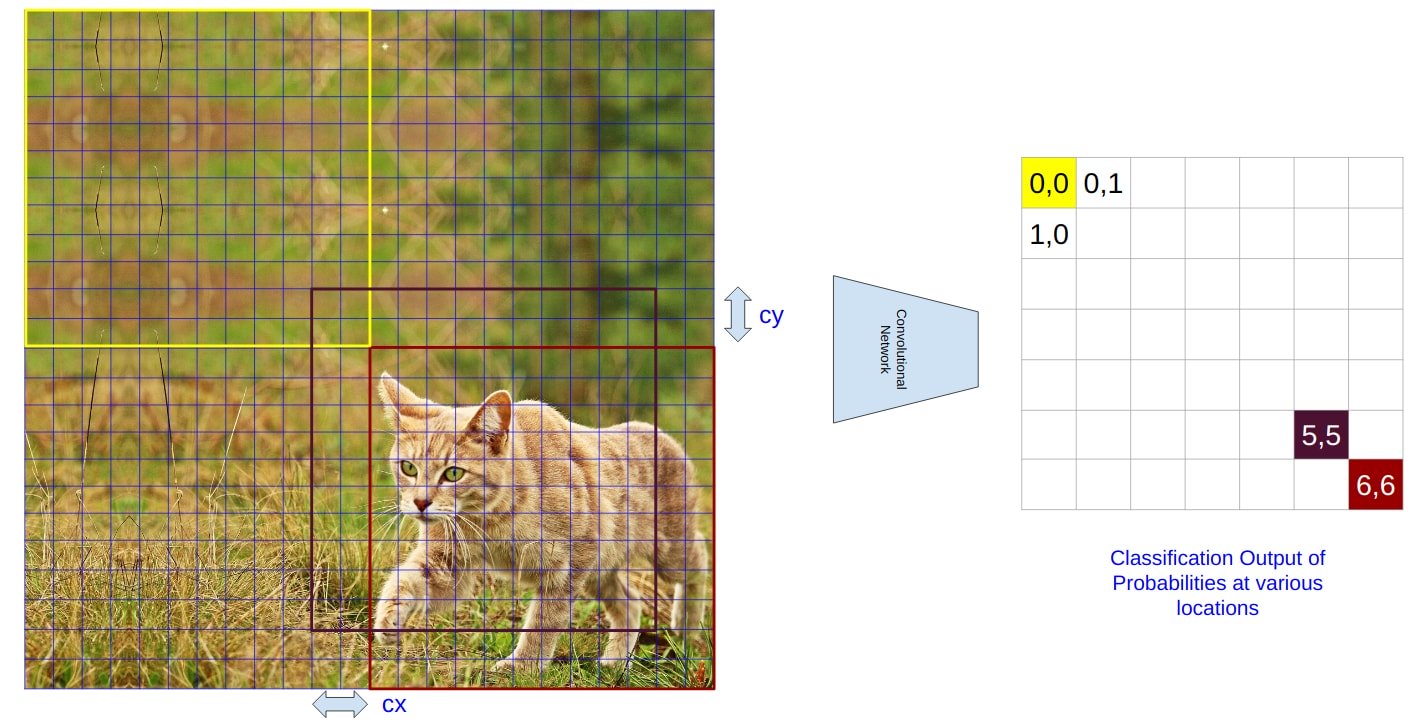 cy
cx
Convolutional
Network
0,0 0,1
1,0
5,5
6,6
Classification Output of
Probabilities at various
locations